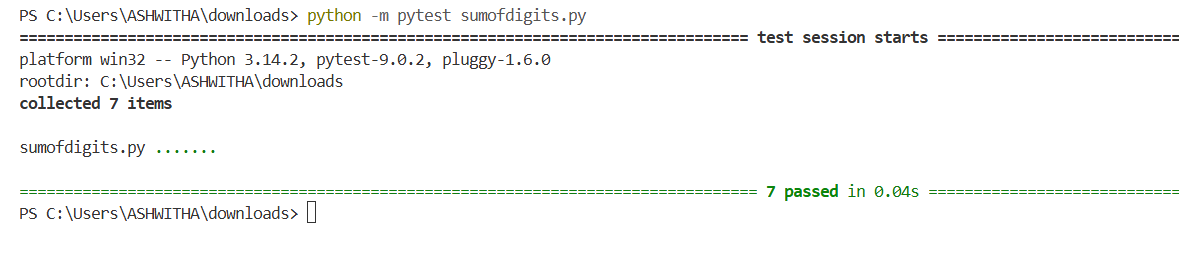 PS C:\Users\ASHWITHA\downloads> python -m pytest sumofdigits.py
================================================================================= test session starts ===========================
platform win32 -- Python 3.14.2, pytest-9.0.2, pluggy-1.6.0
rootdir: C:\Users\ASHWITHA\downloads
collected 7 items
sumofdigits.py .......
================================================================================== 7 passed in 0.04s ============================
PS C:\Users\ASHWITHA\downloads>